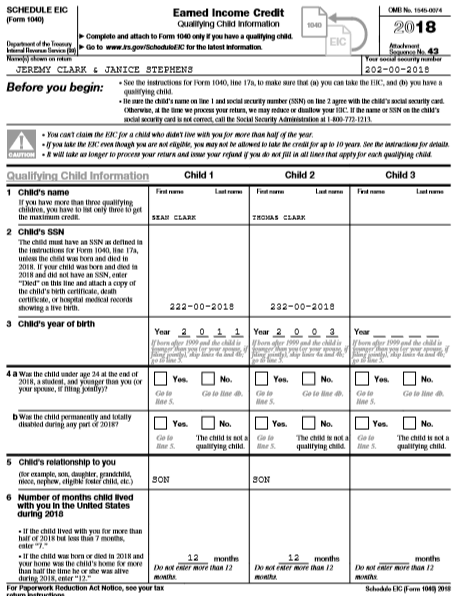 SCHEDULE EIC
(Form 1040)
Department of the Treasury
Internal Revenue Service (99)
Earned Income Credit
Qualifying Child Information
▶ Complete and attach to Form 1040 only if you have a qualifying child.
▶ Go to www.irs.gov/ScheduleEIC for the latest information.
1040
EIC
OMB No. 1545-0074
2018
Attachment
Sequence No. 43
Name(s) shown on return
JEREMY CLARK & JANICE STEPHENS
Your social security number
202-00-2018
Before you begin:
• See the instructions for Form 1040, line 17a, to make sure that (a) you can take the EIC, and (b) you have a
qualifying child.
• Be sure the child's name on line 1 and social security number (SSN) on line 2 agree with the child's social security card.
Otherwise, at the time we process your return, we may reduce or disallow your EIC. If the name or SSN on the child's
social security card is not correct, call the Social Security Administration at 1-800-772-1213.
CAUTION
• You can't claim the EIC for a child who didn't live with you for more than half of the year.
• If you take the EIC even though you are not eligible, you may not be allowed to take the credit for up to 10 years. See the instructions for details.
• It will take us longer to process your return and issue your refund if you do not fill in all lines that apply for each qualifying child.
Qualifying Child Information
Child 1
Child 2
Child 3
1 Child's name
If you have more than three qualifying
children, you have to list only three to get
the maximum credit.
First name Last name
First name Last name
First name Last name
SEAN CLARK
THOMAS CLARK
2 Child's SSN
The child must have an SSN as defined in
the instructions for Form 1040, line 17a,
unless the child was born and died in
2018. If your child was born and died in
2018 and did not have an SSN, enter
"Died" on this line and attach a copy of
the child's birth certificate, death
certificate, or hospital medical records
showing a live birth.
222-00-2018
232-00-2018
3 Child's year of birth
Year 2 0 1 1
If born after 1999 and the child is
younger than you (or your spouse, if
filing jointly), skip lines 4a and 4b;
go to line 5.
Year 2 0 0 3
If born after 1999 and the child is
younger than you (or your spouse, if
filing jointly), skip lines 4a and 4b;
go to line 5.
Year
If born after 1999 and the child is
younger than you (or your spouse, if
filing jointly), skip lines 4a and 4b;
go to line 5.
4 a Was the child under age 24 at the end of
2018, a student, and younger than you (or
your spouse, if filing jointly)?
Yes. No.
Go to
line 5. Go to line 4b.
Yes. No.
Go to
line 5. Go to line 4b.
Yes. No.
Go to
line 5. Go to line 4b.
b Was the child permanently and totally
disabled during any part of 2018?
Yes. No.
Go to
line 5. The child is not a
qualifying child.
Yes. No.
Go to
line 5. The child is not a
qualifying child.
Yes. No.
Go to
line 5. The child is not a
qualifying child.
5 Child's relationship to you
(for example, son, daughter, grandchild,
niece, nephew, eligible foster child, etc.)
SON
SON
6 Number of months child lived
with you in the United States
during 2018
• If the child lived with you for more than
half of 2018 but less than 7 months,
enter "7."
• If the child was born or died in 2018 and
your home was the child's home for more
than half the time he or she was alive
during 2018, enter "12."
12 months
Do not enter more than 12
months.
12 months
Do not enter more than 12
months.
months
Do not enter more than 12
months.
For Paperwork Reduction Act Notice, see your tax
return instructions.
Schedule EIC (Form 1040) 2018